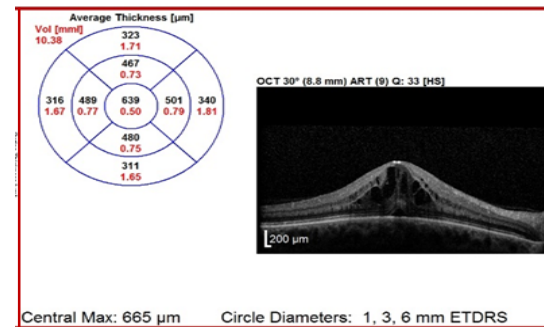 Average Thickness [µm]
Vol [mm³]
10.38
323
1.71
467
0.73
316 489 639 501 340
1.67 0.77 0.50 0.79 1.81
480
0.75
311
1.65
OCT 30° (8.8 mm) ART (9) Q: 33 [HS]
200 µm
Central Max: 665 µm Circle Diameters: 1, 3, 6 mm ETDRS